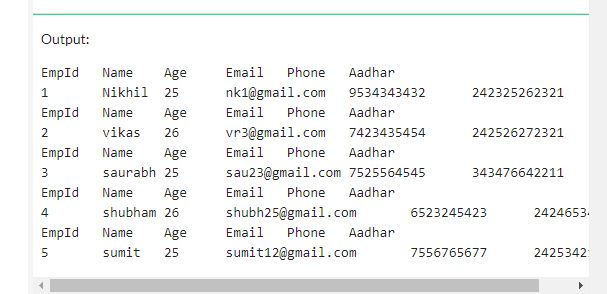 Output:
EmpId Name Age Email Phone Aadhar
1 Nikhil 25 nk1@gmail.com 9534343432 242325262321
EmpId Name Age Email Phone Aadhar
2 vikas 26 vr3@gmail.com 7423435454 242526272321
EmpId Name Age Email Phone Aadhar
3 saurabh 25 sau23@gmail.com 7525564545 343476642211
EmpId Name Age Email Phone Aadhar
4 shubham 26 shubh25@gmail.com 6523245423 2424653
EmpId Name Age Email Phone Aadhar
5 sumit 25 sumit12@gmail.com 7556765677 2425342